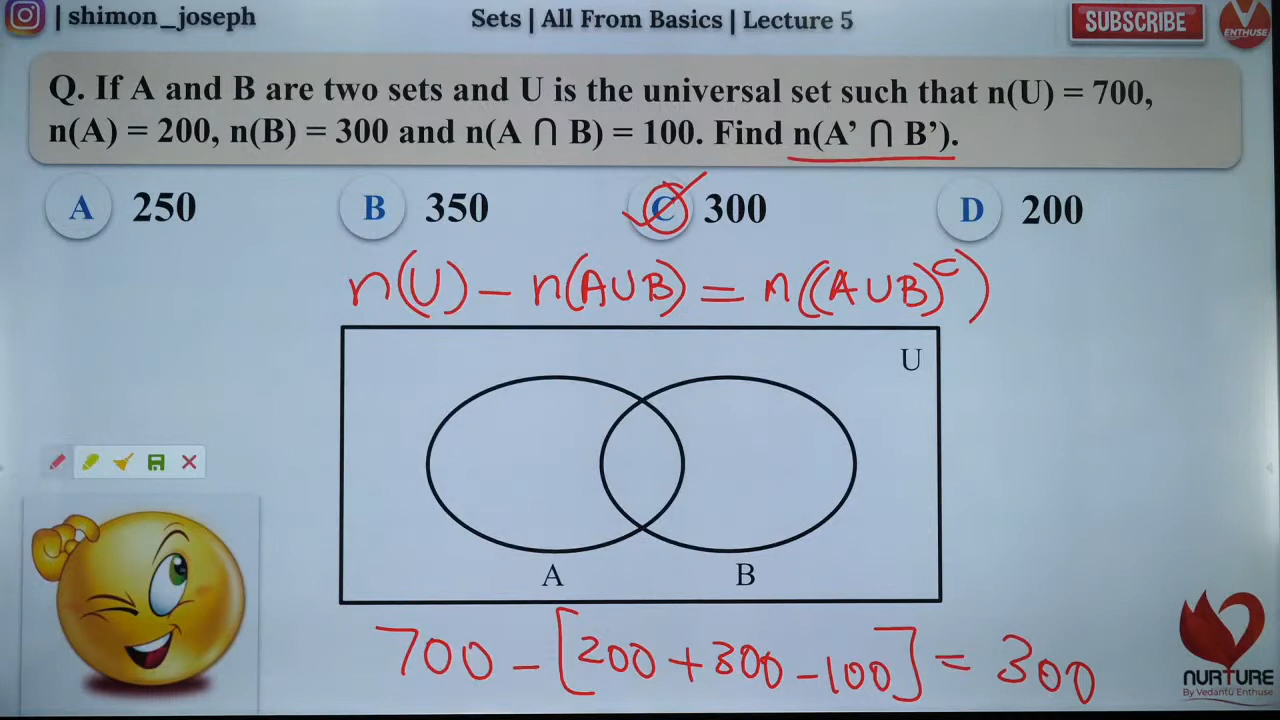 | shimon_joseph
Sets | All From Basics | Lecture 5
SUBSCRIBE
ENTHUSE
Q. If A and B are two sets and U is the universal set such that n(U) = 700,
n(A) = 200, n(B) = 300 and n(A ∩ B) = 100. Find n(A’ ∩ B’).
A 250
B 350
C 300
D 200
n(U) - n(A∪B) = n((A∪B)ᶜ)
U
A
B
700 - [200 + 300 - 100] = 300
NURTURE
By Vedantu Enthuse